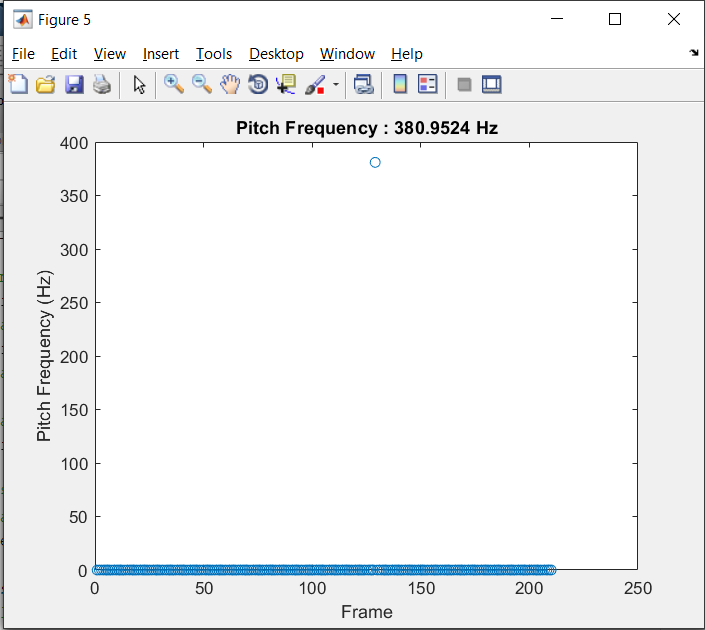 Figure 5
File Edit View Insert Tools Desktop Window Help
Pitch Frequency : 380.9524 Hz
400
350
300
250
200
150
100
50
0
Pitch Frequency (Hz)
0 50 100 150 200 250
Frame